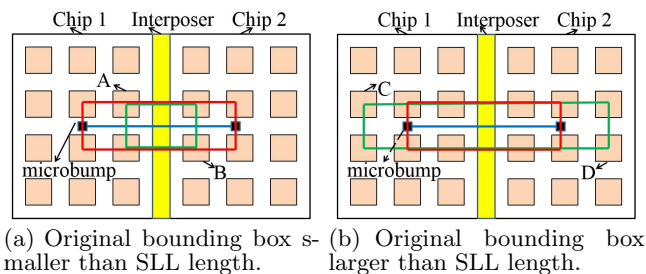 Chip 1 Interposer Chip 2
A
B
microbump
(a) Original bounding box s-
maller than SLL length.
Chip 1 Interposer Chip 2
C
D
microbump
(b) Original bounding box
larger than SLL length.